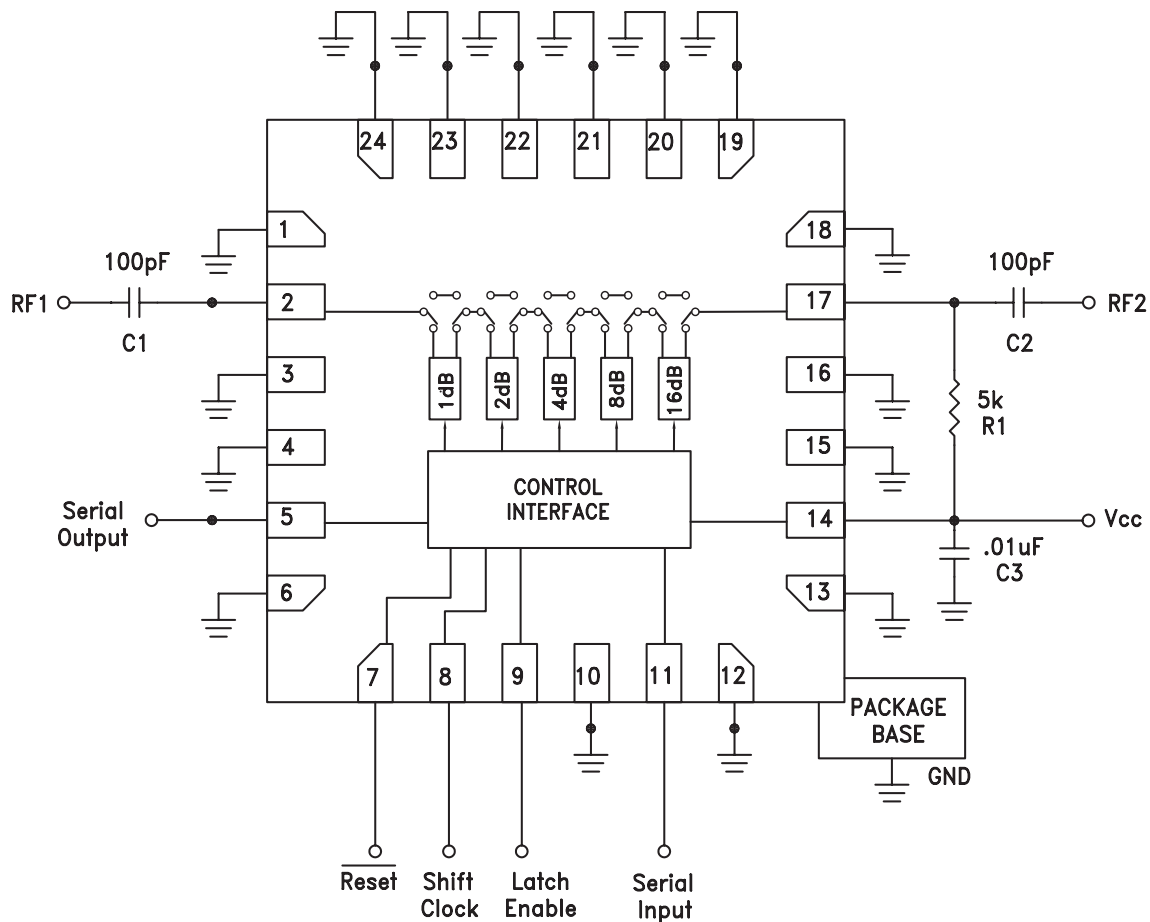 24 23 22 21 20 19
1 18
100pF 100pF
RF1 2 17 RF2
C1 C2
3 16
1dB 2dB 4dB 8dB 16dB
5k
R1
4 15
CONTROL
INTERFACE
Serial
Output
5 14 Vcc
.01uF
C3
6 13
7 8 9 10 11 12
PACKAGE
BASE
GND
Reset
Shift
Clock
Latch
Enable
Serial
Input